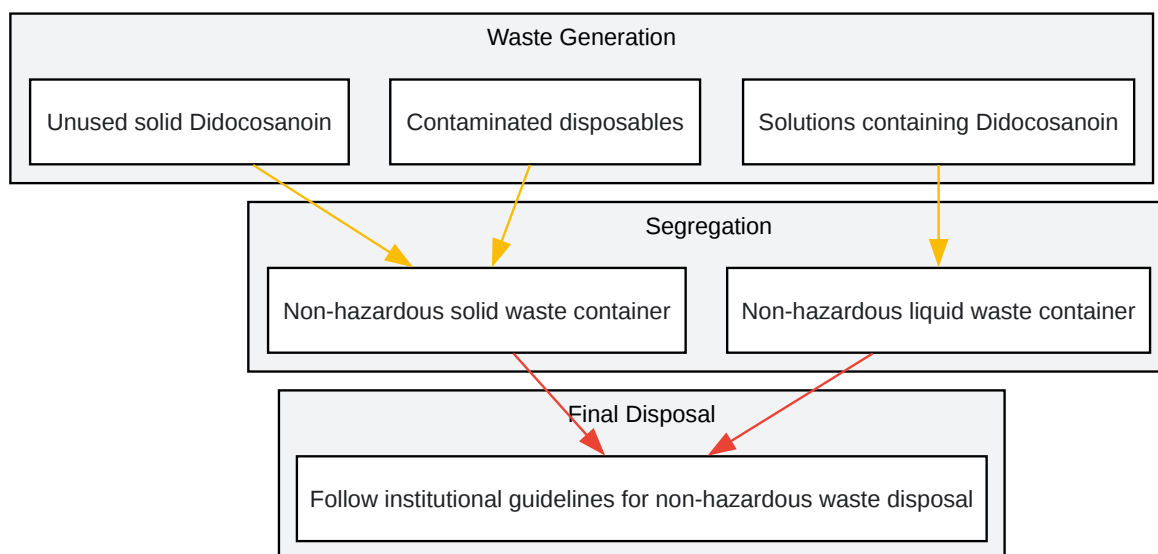 Waste Generation
Unused solid Didocosanoin
Contaminated disposables
Solutions containing Didocosanoin
Segregation
Non-hazardous solid waste container
Non-hazardous liquid waste container
Final Disposal
Follow institutional guidelines for non-hazardous waste disposal